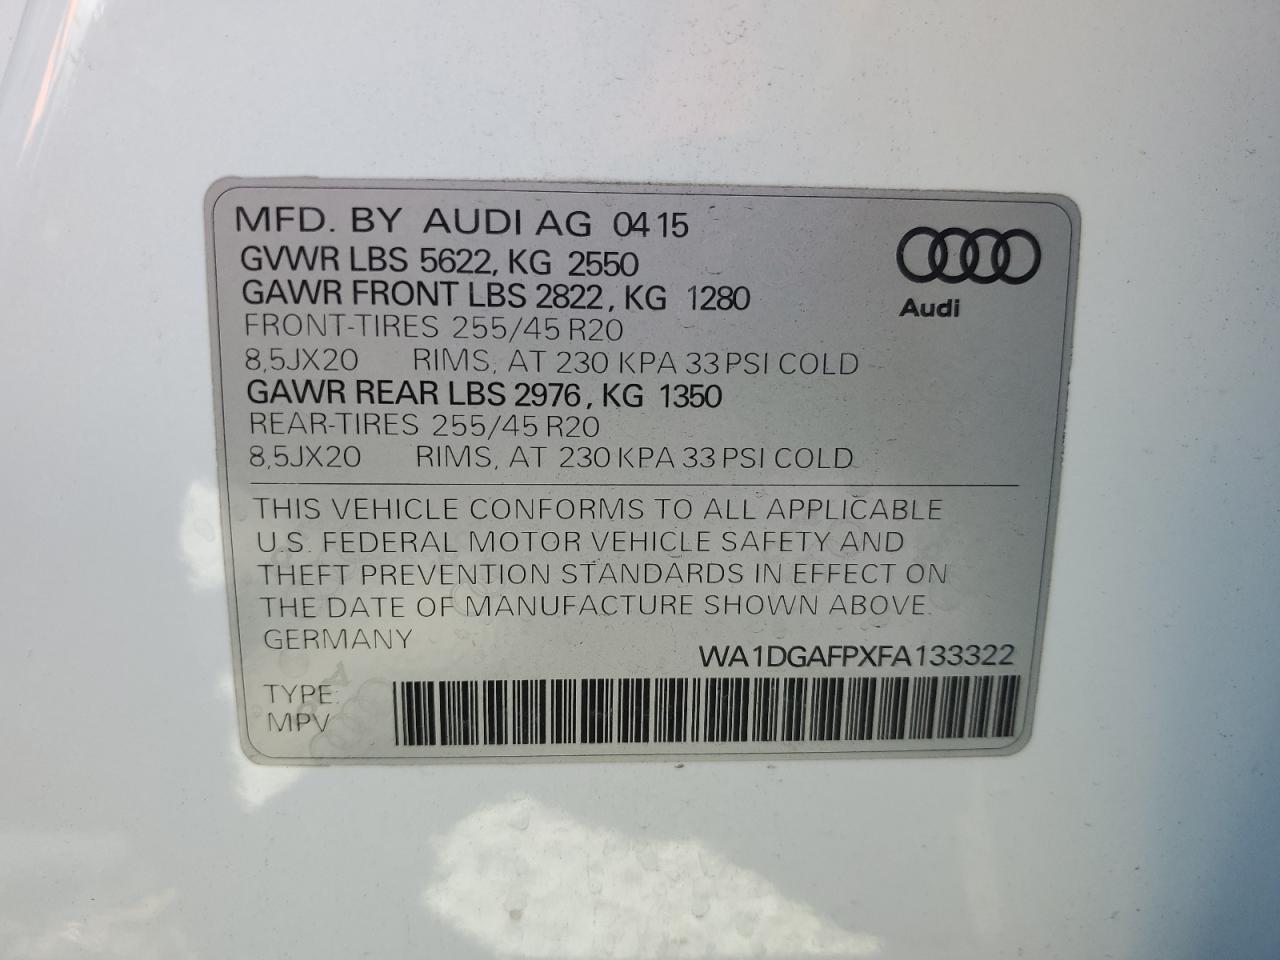 MFD. BY AUDI AG 04 15
GVWR LBS 5622, KG 2550
GAWR FRONT LBS 2822, KG 1280
FRONT-TIRES 255/45 R20
8,5JX20 RIMS, AT 230 KPA 33 PSI COLD
GAWR REAR LBS 2976, KG 1350
REAR-TIRES 255/45 R20
8,5JX20 RIMS, AT 230 KPA 33 PSI COLD
Audi
THIS VEHICLE CONFORMS TO ALL APPLICABLE
U.S. FEDERAL MOTOR VEHICLE SAFETY AND
THEFT PREVENTION STANDARDS IN EFFECT ON
THE DATE OF MANUFACTURE SHOWN ABOVE.
GERMANY
WA1DGAFPXFA133322
TYPE:
MPV